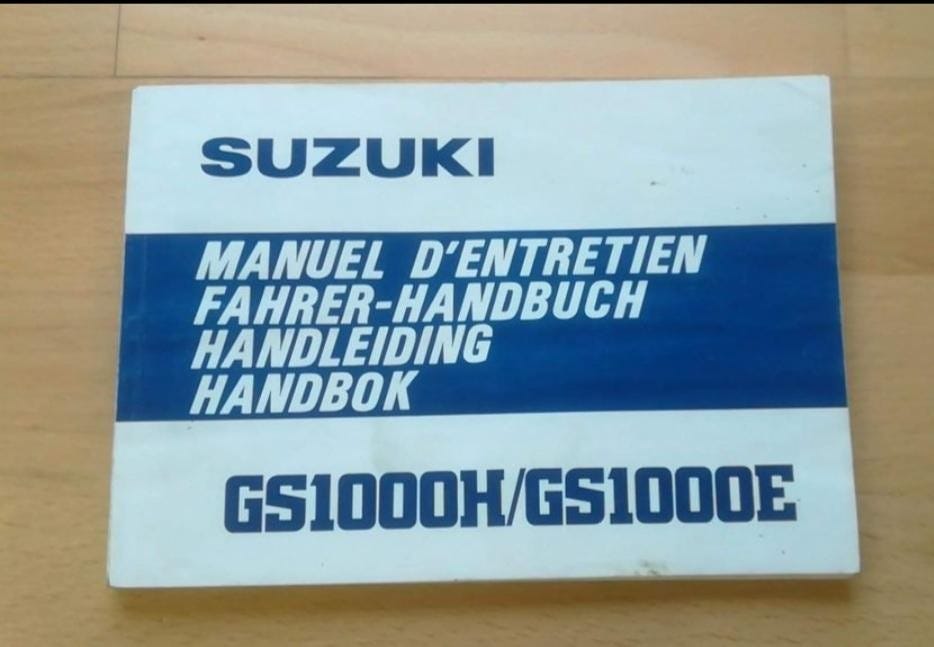 SUZUKI
MANUEL D'ENTRETIEN
FAHRER-HANDBUCH
HANDLEIDING
HANDBOK
GS1000H/GS1000E